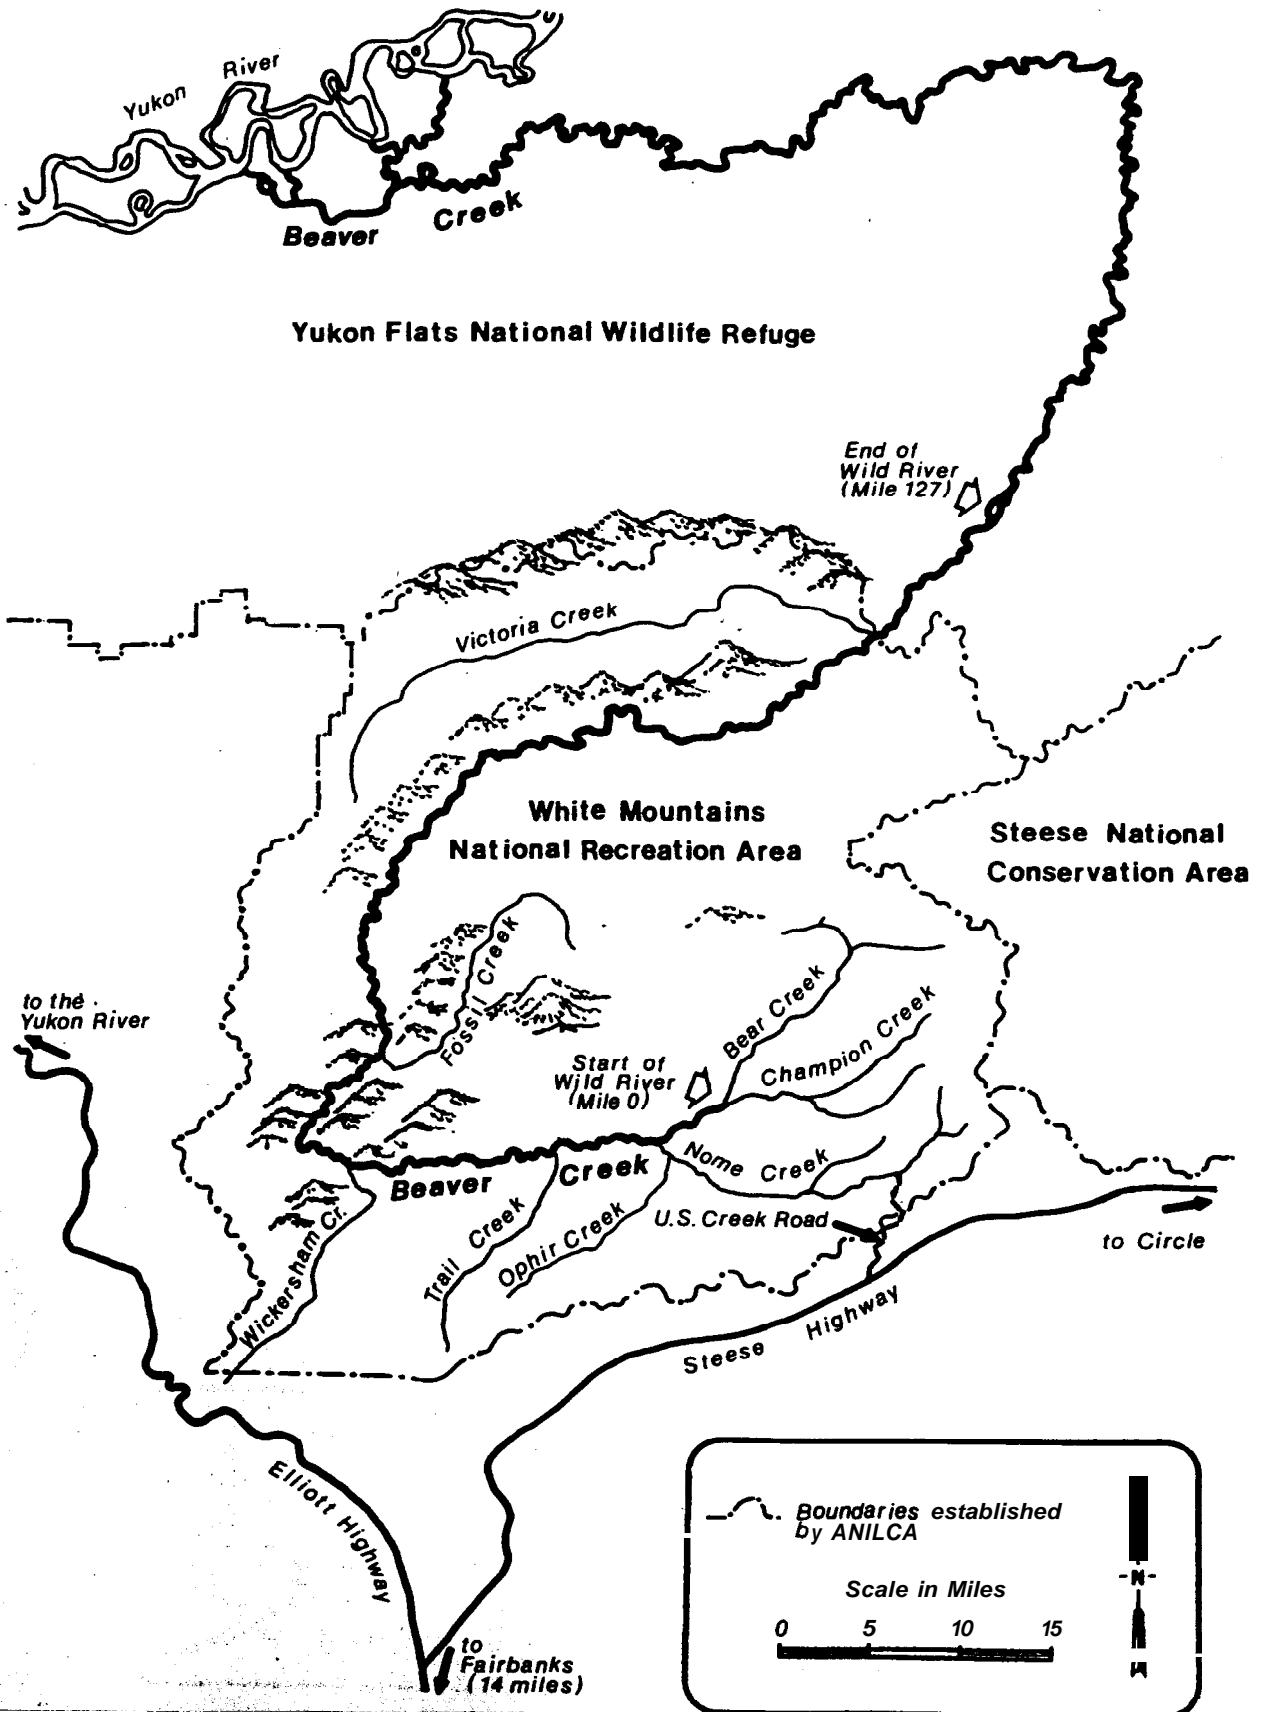 Yukon River
Beaver Creek
Yukon Flats National Wildlife Refuge
End of
Wild River
(Mile 127)
Victoria Creek
White Mountains
National Recreation Area
Steese National
Conservation Area
Fossil Creek
to the
Yukon River
Bear Creek
Champion Creek
Start of
Wild River
(Mile 0)
Nome Creek
Beaver Creek
U.S. Creek Road
Wickersham Cr.
Trail Creek
Ophir Creek
to Circle
Steese Highway
Elliott Highway
to
Fairbanks
(14 miles)
Boundaries established
by ANILCA
Scale in Miles
0 5 10 15
-N-